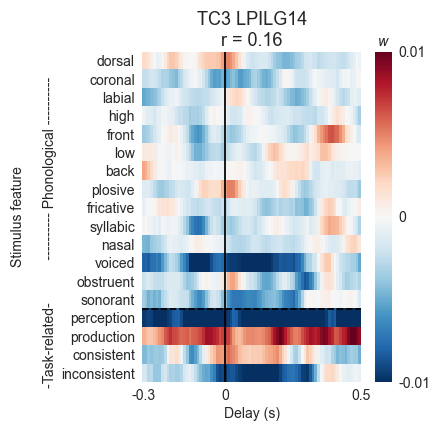 TC3 LPILG14
r = 0.16
w
dorsal
coronal
labial
high
front
low
back
plosive
fricative
syllabic
nasal
voiced
obstruent
sonorant
perception
production
consistent
inconsistent
Stimulus feature
-Task-related- ---------- Phonological ----------
0.01
0
-0.01
-0.3 0 0.5
Delay (s)